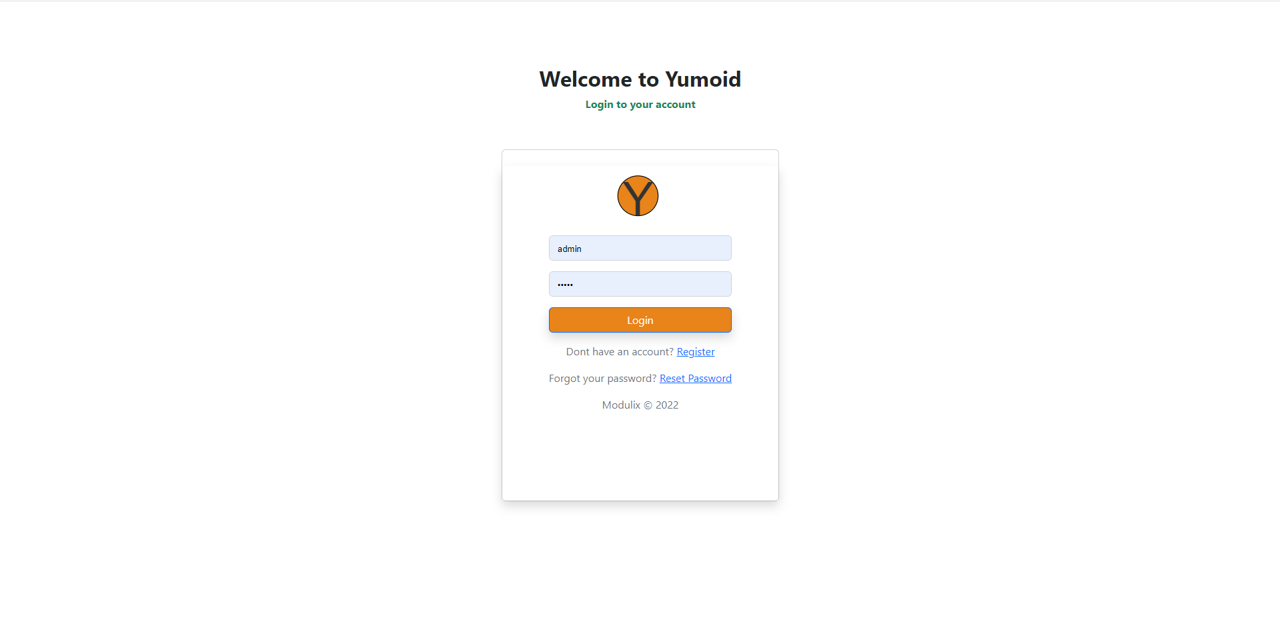 Welcome to Yumoid
Login to your account
Y
admin
•••••
Login
Dont have an account? Register
Forgot your password? Reset Password
Modulix © 2022